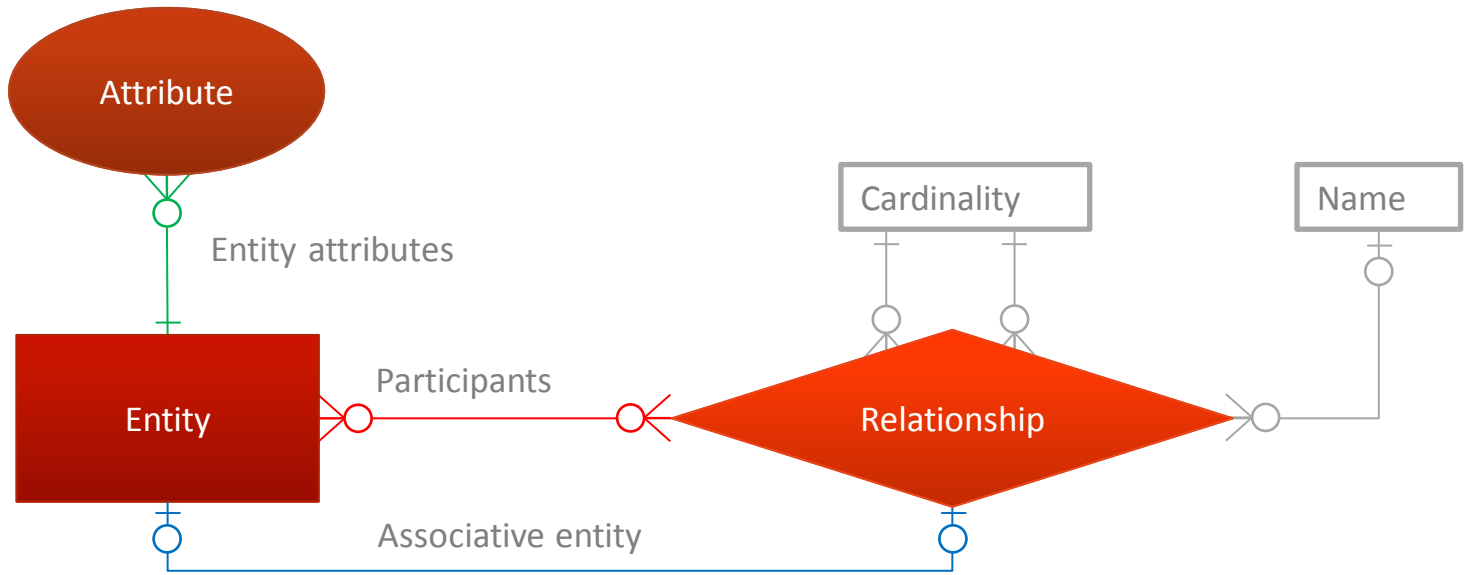 Attribute
Cardinality
Name
Entity attributes
Participants
Entity
Relationship
Associative entity